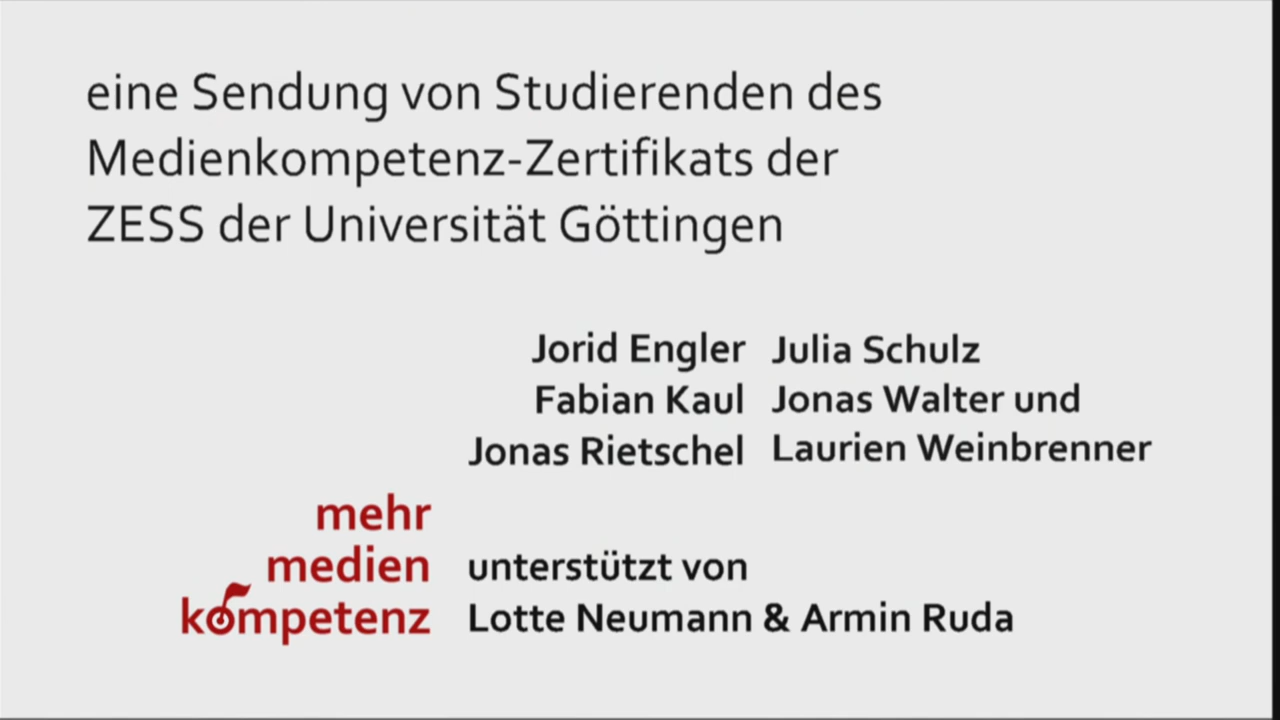 eine Sendung von Studierenden des
Medienkompetenz-Zertifikats der
ZESS der Universität Göttingen
Jorid Engler
Fabian Kaul
Jonas Rietschel
Julia Schulz
Jonas Walter und
Laurien Weinbrenner
mehr
medien
kompetenz
unterstützt von
Lotte Neumann & Armin Ruda